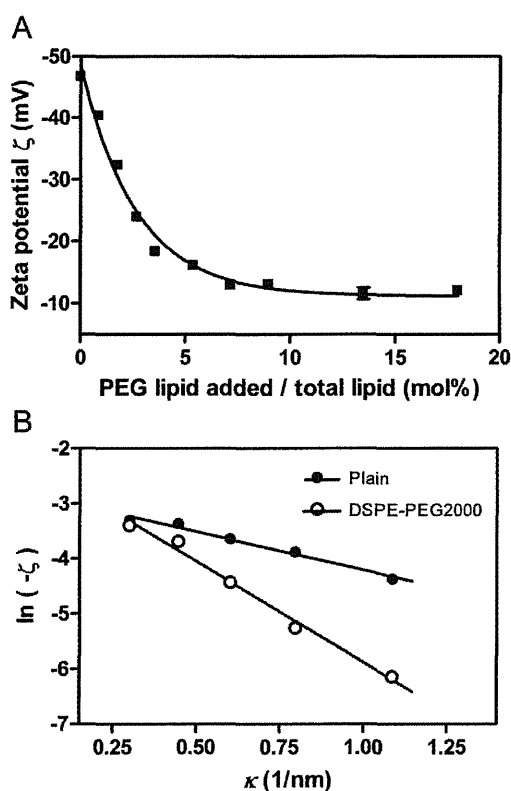 A
-50
-40
-30
-20
-10
Zeta potential ζ (mV)
0 5 10 15 20
PEG lipid added / total lipid (mol%)
B
-2
-3
-4
-5
-6
-7
ln ( -ζ )
Plain
DSPE-PEG2000
0.25 0.50 0.75 1.00 1.25
κ (1/nm)